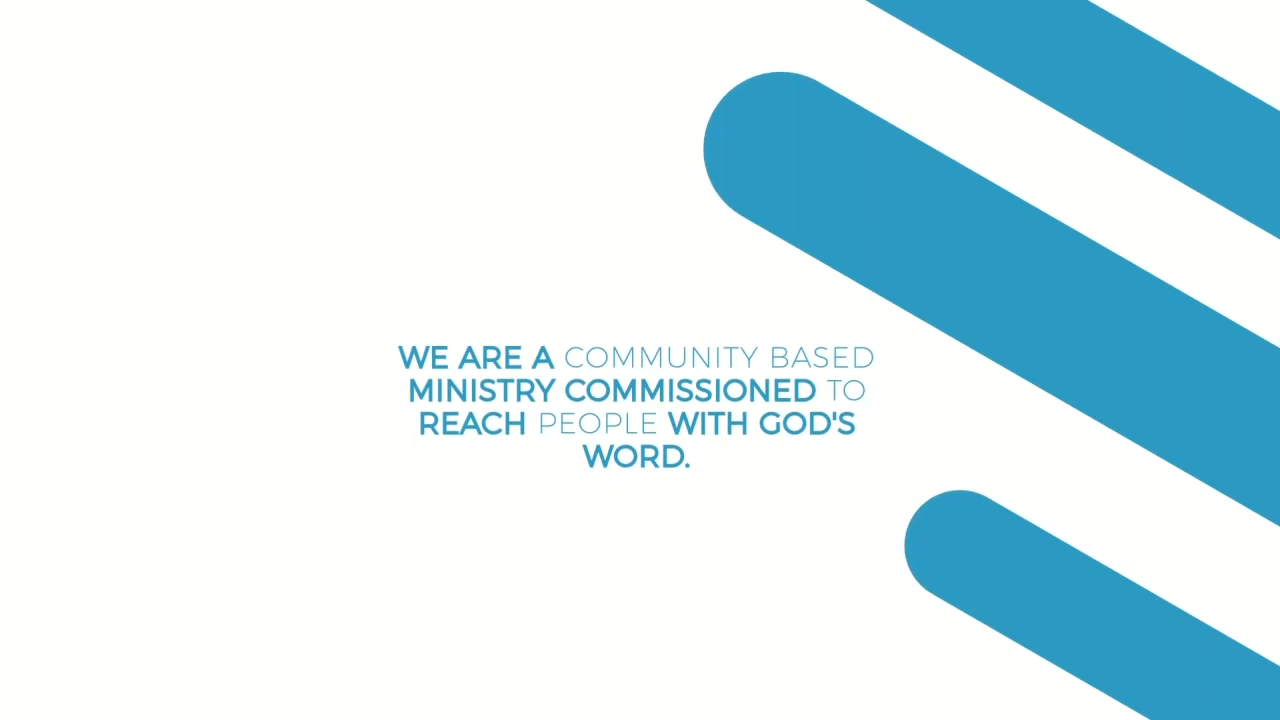 WE ARE A COMMUNITY BASED
MINISTRY COMMISSIONED TO
REACH PEOPLE WITH GOD'S
WORD.